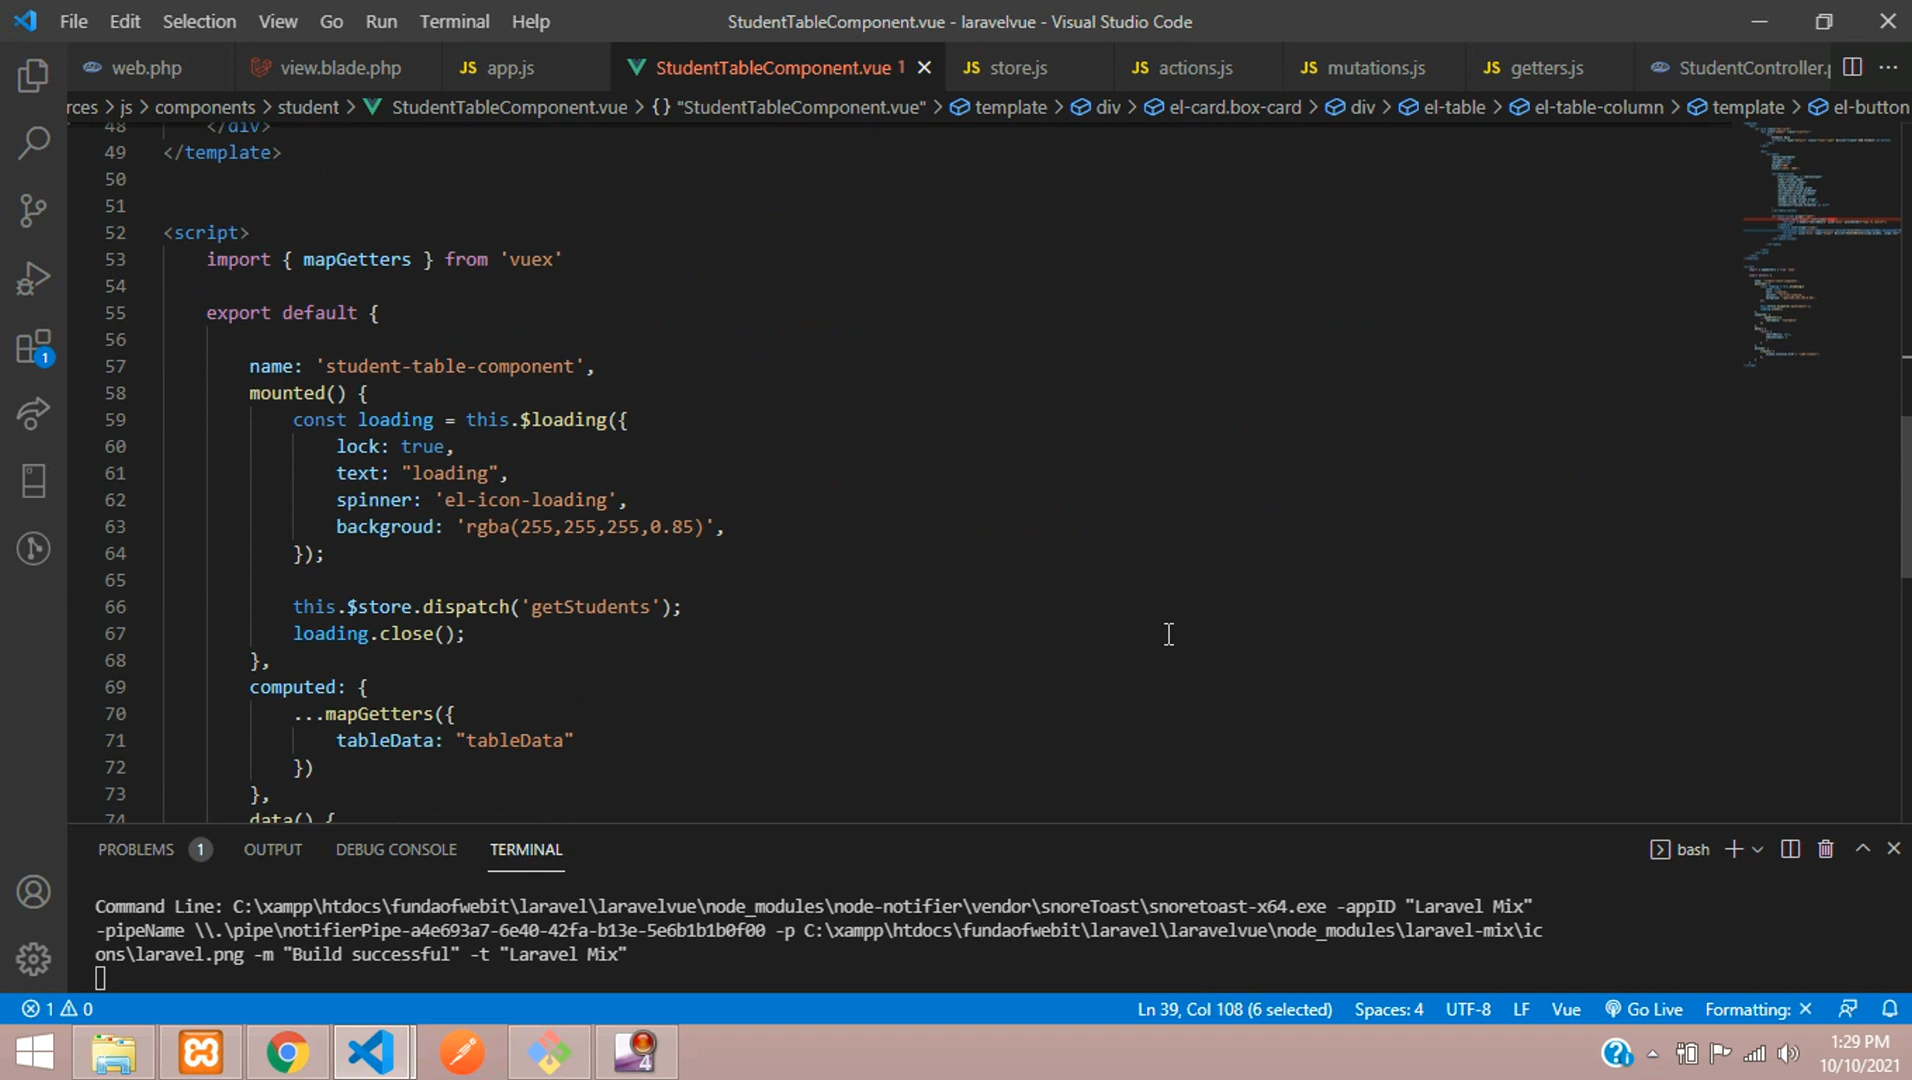 File Edit Selection View Go Run Terminal Help StudentTableComponent.vue - laravelvue - Visual Studio Code
web.php view.blade.php JS app.js StudentTableComponent.vue 1 JS store.js JS actions.js JS mutations.js JS getters.js StudentController.p
rces > js > components > student > StudentTableComponent.vue > {} "StudentTableComponent.vue" > template > div > el-card.box-card > div > el-table > el-table-column > template > el-button
48 </div>
49 </template>
50
51
52 <script>
53 import { mapGetters } from 'vuex'
54
55 export default {
56
57 name: 'student-table-component',
58 mounted() {
59 const loading = this.$loading({
60 lock: true,
61 text: "loading",
62 spinner: 'el-icon-loading',
63 backgroud: 'rgba(255,255,255,0.85)',
64 });
65
66 this.$store.dispatch('getStudents');
67 loading.close();
68 },
69 computed: {
70 ...mapGetters({
71 tableData: "tableData"
72 })
73 },
74 data() {
PROBLEMS 1 OUTPUT DEBUG CONSOLE TERMINAL bash
Command Line: C:\xampp\htdocs\fundaofwebit\laravel\laravelvue\node_modules\node-notifier\vendor\snoreToast\snoretoast-x64.exe -appID "Laravel Mix"
-pipeName \\.\pipe\notifierPipe-a4e693a7-6e40-42fa-b13e-5e6b1b1b0f00 -p C:\xampp\htdocs\fundaofwebit\laravel\laravelvue\node_modules\laravel-mix\ic
ons\laravel.png -m "Build successful" -t "Laravel Mix"
1 0 Ln 39, Col 108 (6 selected) Spaces: 4 UTF-8 LF Vue Go Live Formatting: ×
1:29 PM
10/10/2021